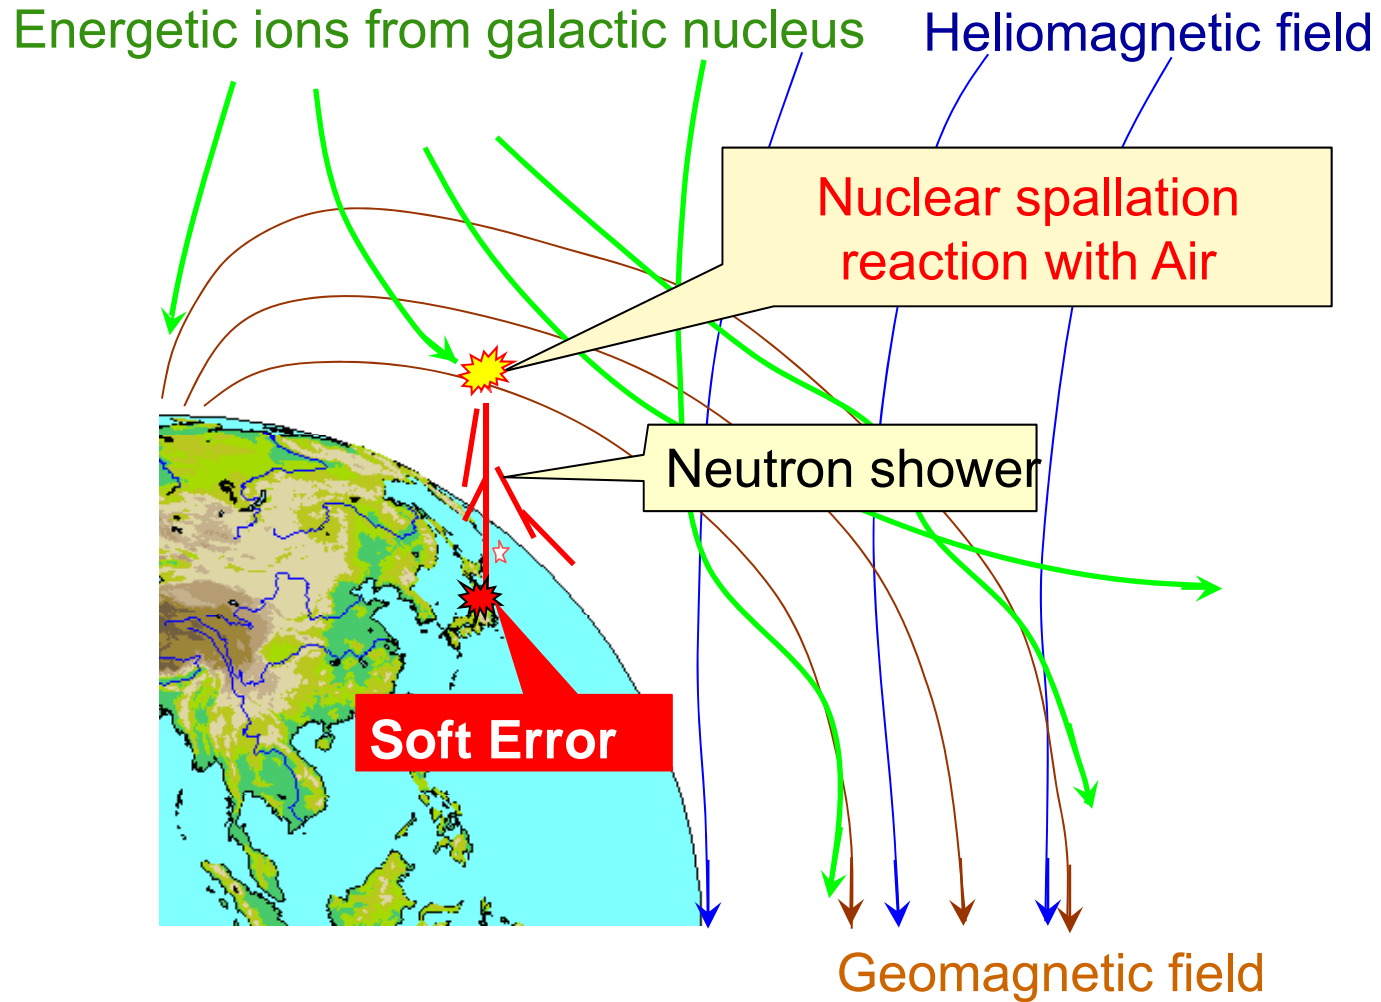 Energetic ions from galactic nucleus
Heliomagnetic field
Nuclear spallation
reaction with Air
Neutron shower
Soft Error
Geomagnetic field